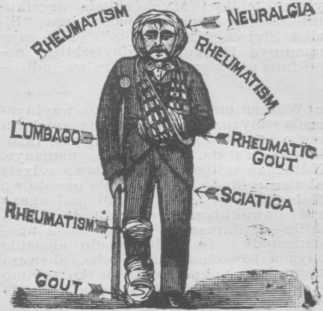 RHEUMATISM
NEURALGIA
RHEUMATISM
LUMBAGO
RHEUMATIC
GOUT
SCIATICA
RHEUMATISM
GOUT